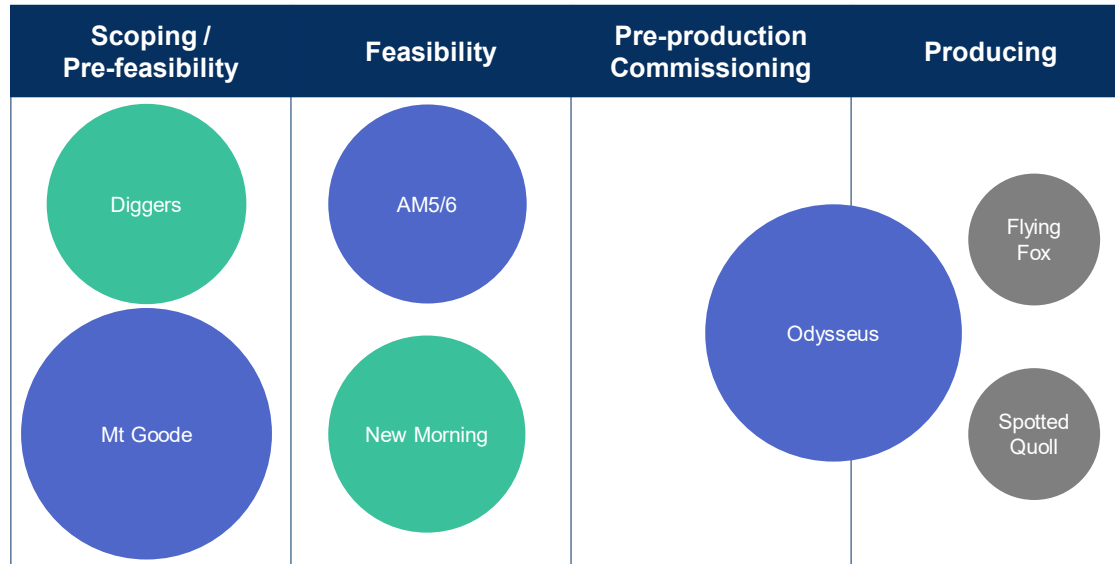 Scoping /
Pre-feasibility
Feasibility
Pre-production
Commissioning
Producing
Diggers
AM5/6
Flying
Fox
Odysseus
Mt Goode
New Morning
Spotted
Quoll